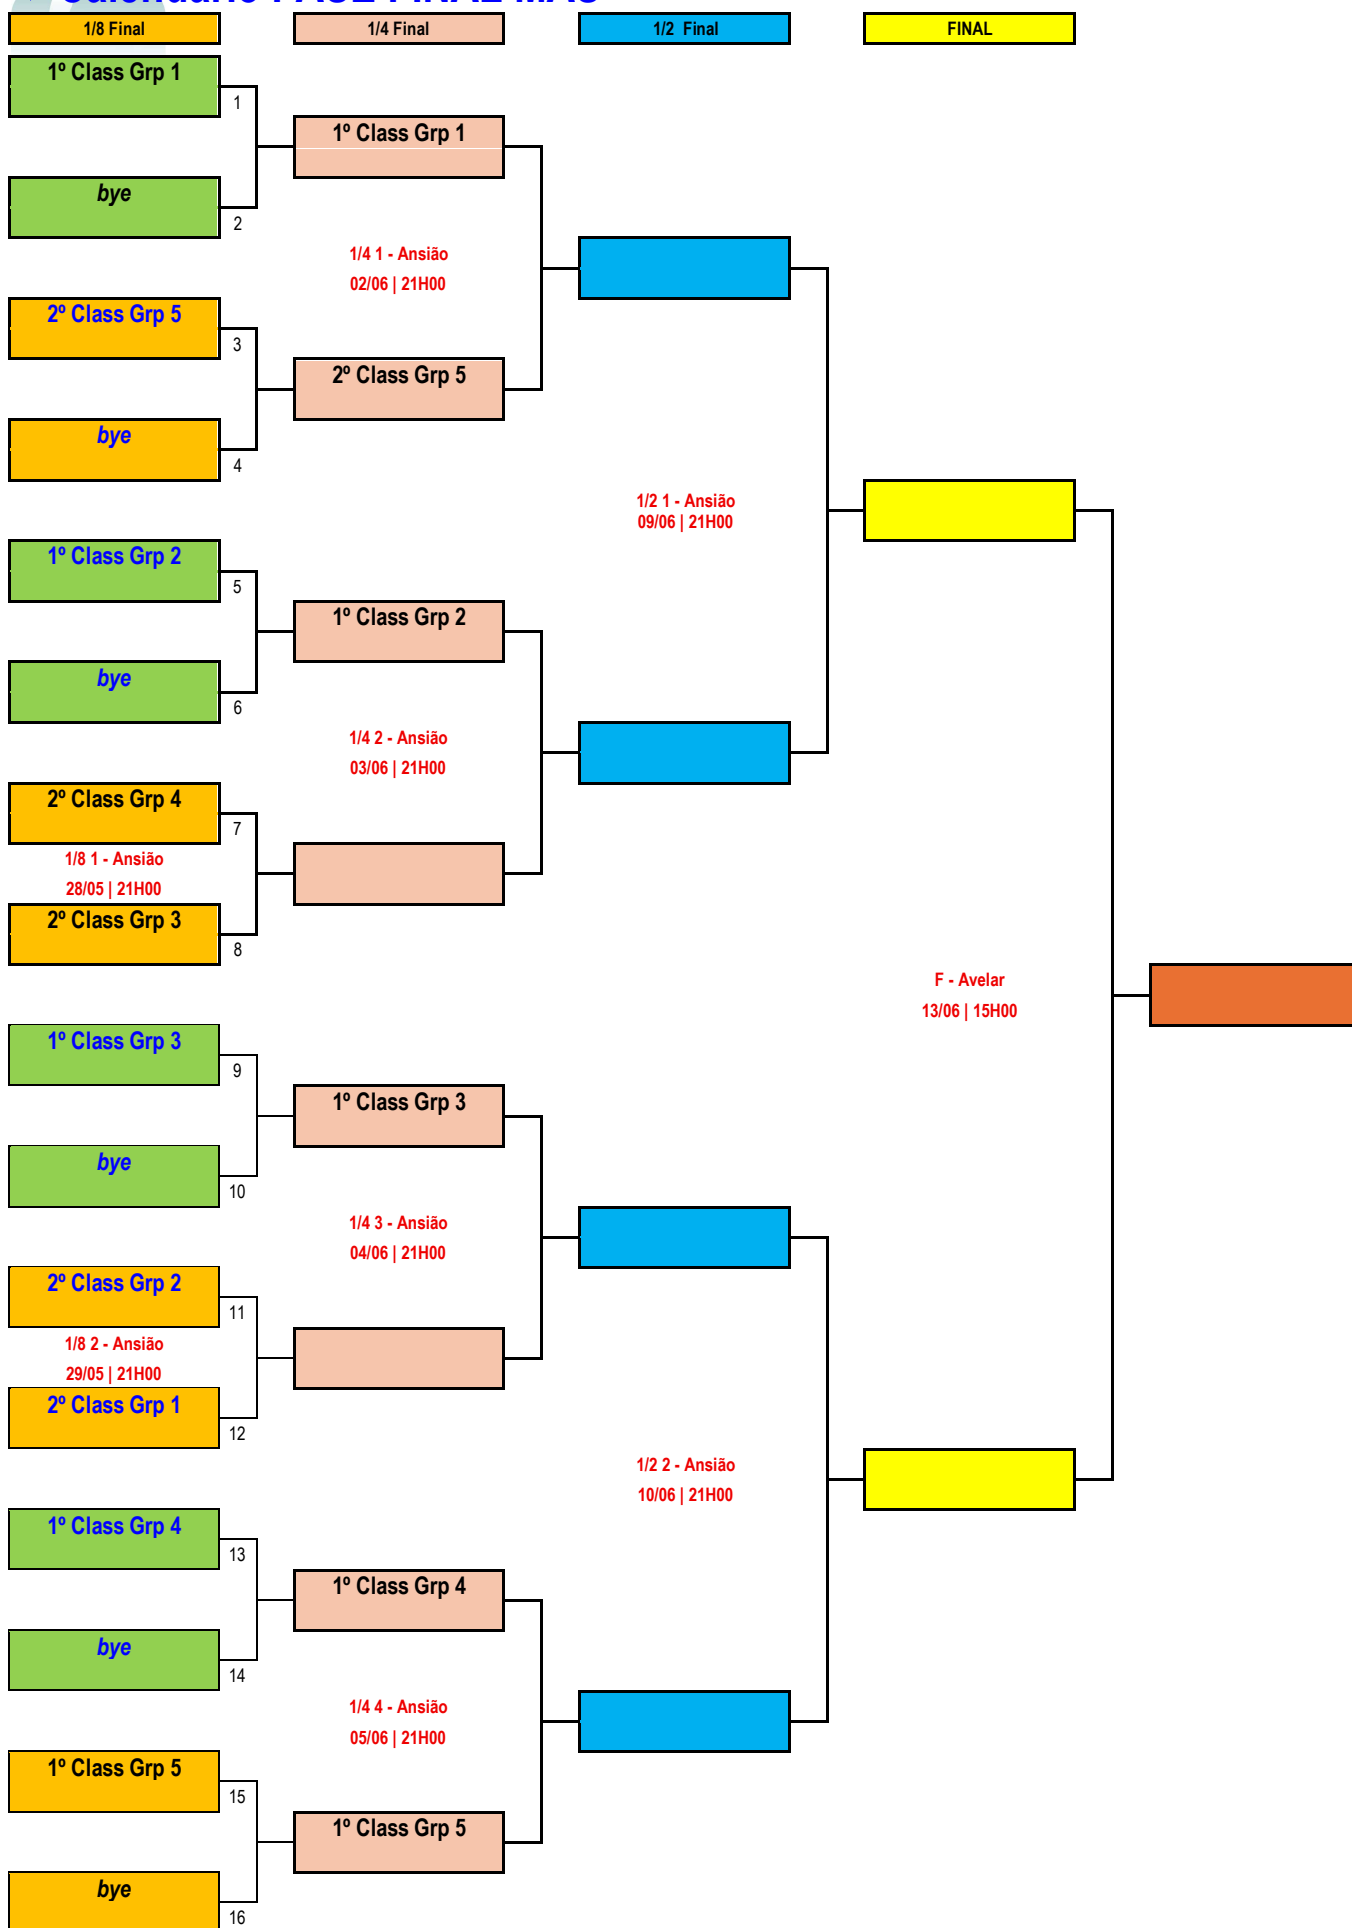 Calendário FASE FINAL MAS
1/8 Final
1/4 Final
1/2 Final
FINAL
1º Class Grp 1
1
1º Class Grp 1
bye
2
1/4 1 - Ansião
02/06 | 21H00
2º Class Grp 5
3
2º Class Grp 5
bye
4
1/2 1 - Ansião
09/06 | 21H00
1º Class Grp 2
5
1º Class Grp 2
bye
6
1/4 2 - Ansião
03/06 | 21H00
2º Class Grp 4
7
1/8 1 - Ansião
28/05 | 21H00
2º Class Grp 3
8
F - Avelar
13/06 | 15H00
1º Class Grp 3
9
1º Class Grp 3
bye
10
1/4 3 - Ansião
04/06 | 21H00
2º Class Grp 2
11
1/8 2 - Ansião
29/05 | 21H00
2º Class Grp 1
12
1/2 2 - Ansião
10/06 | 21H00
1º Class Grp 4
13
1º Class Grp 4
bye
14
1/4 4 - Ansião
05/06 | 21H00
1º Class Grp 5
15
1º Class Grp 5
bye
16